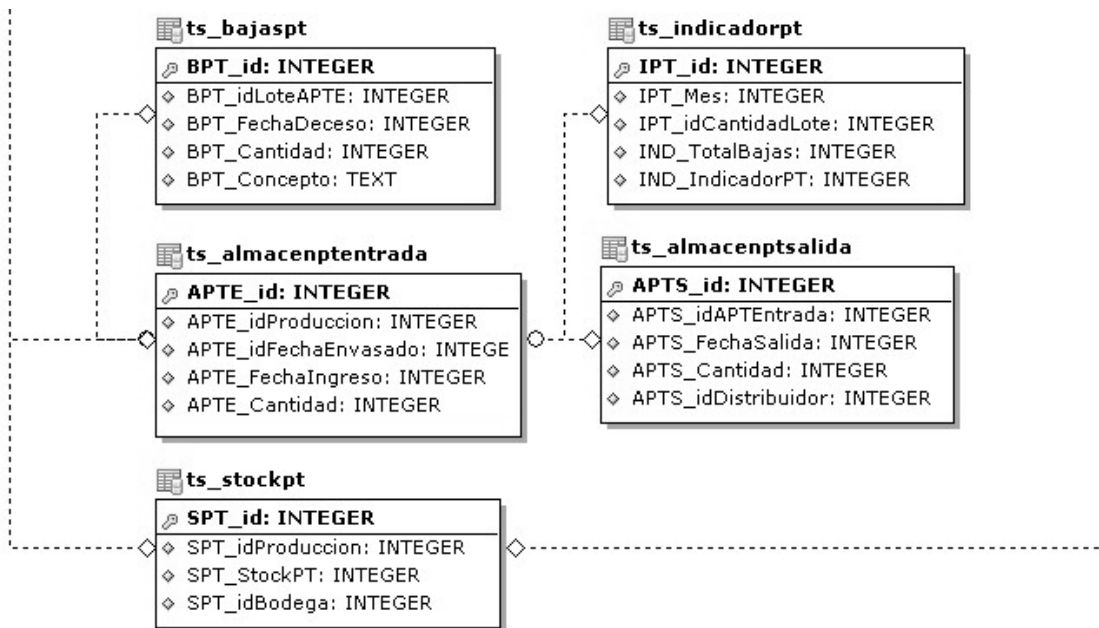 ts_bajaspt
BPT_id: INTEGER
BPT_idLoteAPTE: INTEGER
BPT_FechaDeceso: INTEGER
BPT_Cantidad: INTEGER
BPT_Concepto: TEXT
ts_indicadorpt
IPT_id: INTEGER
IPT_Mes: INTEGER
IPT_idCantidadLote: INTEGER
IND_TotalBajas: INTEGER
IND_IndicadorPT: INTEGER
ts_almacenptentrada
APTE_id: INTEGER
APTE_idProduccion: INTEGER
APTE_idFechaEnvasado: INTEGE
APTE_FechaIngreso: INTEGER
APTE_Cantidad: INTEGER
ts_almacenptsalida
APTS_id: INTEGER
APTS_idAPTEntrada: INTEGER
APTS_FechaSalida: INTEGER
APTS_Cantidad: INTEGER
APTS_idDistribuidor: INTEGER
ts_stockpt
SPT_id: INTEGER
SPT_idProduccion: INTEGER
SPT_StockPT: INTEGER
SPT_idBodega: INTEGER